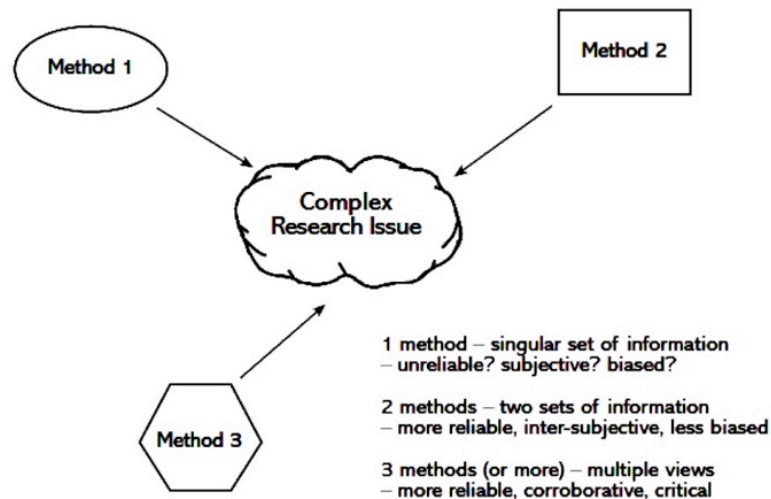 Method 1
Method 2
Complex
Research Issue
Method 3
1 method – singular set of information
– unreliable? subjective? biased?
2 methods – two sets of information
– more reliable, inter-subjective, less biased
3 methods (or more) – multiple views
– more reliable, corroborative, critical